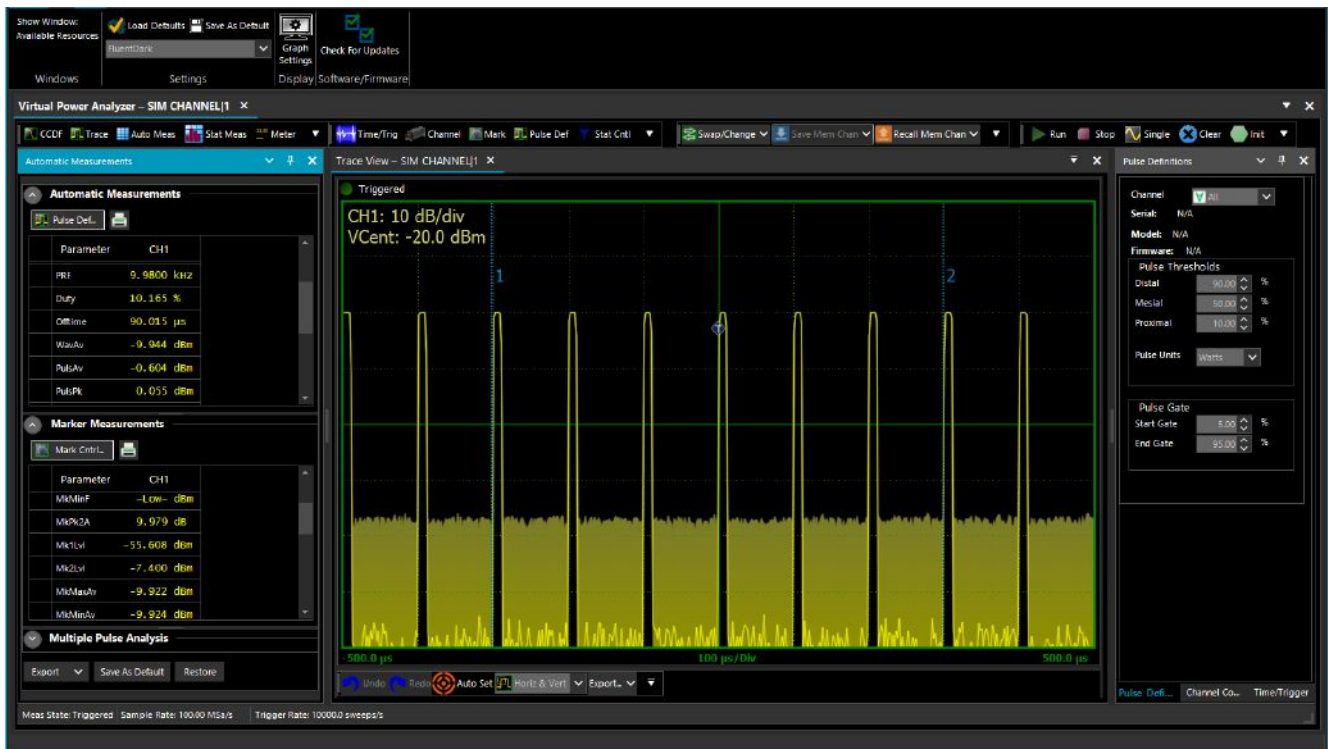 Show Window:
Available Resources
Load Defaults Save As Default
FluentDark
Graph
Settings
Check For Updates
Windows Settings Display Software/Firmware
Virtual Power Analyzer – SIM CHANNEL|1
CCDF Trace Auto Meas Stat Meas Meter
Time/Trig Channel Mark Pulse Def Stat Cntl
Swap/Change Save Mem Chan Recall Mem Chan
Run Stop Single Clear Init
Automatic Measurements
Automatic Measurements
Pulse Def..
Parameter CH1
PRF 9.9800 kHz
Duty 10.165 %
Offtime 90.015 µs
WavAv -9.944 dBm
PulsAv -0.604 dBm
PulsPk 0.055 dBm
Marker Measurements
Mark Cntrl..
Parameter CH1
MkMinF -Low- dBm
MkPk2A 9.979 dB
Mk1Lvl -55.608 dBm
Mk2Lvl -7.400 dBm
MkMaxAv -9.922 dBm
MkMinAv -9.924 dBm
Multiple Pulse Analysis
Export Save As Default Restore
Trace View – SIM CHANNEL|1
Triggered
CH1: 10 dB/div
VCent: -20.0 dBm
1
2
T
-500.0 µs 100 µs/Div 500.0 µs
Undo Redo Auto Set Horiz & Vert Export..
Pulse Definitions
Channel All
Serial: N/A
Model: N/A
Firmware: N/A
Pulse Thresholds
Distal 90.00 %
Mesial 50.00 %
Proximal 10.00 %
Pulse Units Watts
Pulse Gate
Start Gate 5.00 %
End Gate 95.00 %
Pulse Defi... Channel Co... Time/Trigger
Meas State: Triggered Sample Rate: 100.00 MSa/s Trigger Rate: 10000.0 sweeps/s